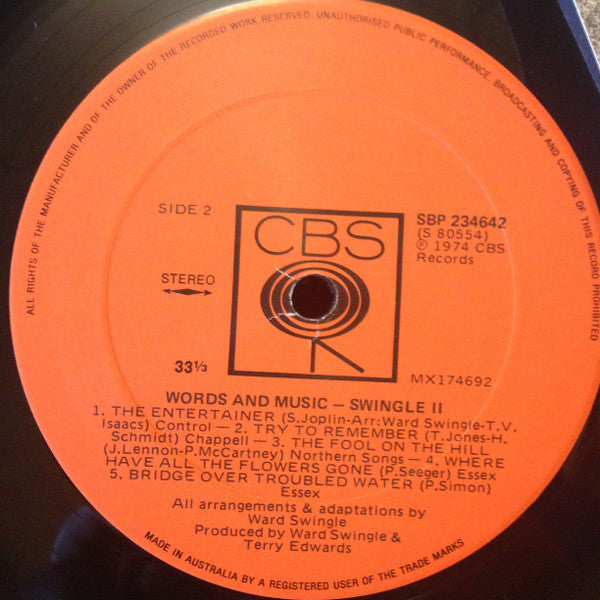 ALL RIGHTS OF THE MANUFACTURER AND OF THE OWNER OF THE RECORDED WORK RESERVED. UNAUTHORISED PUBLIC PERFORMANCE, BROADCASTING AND COPYING OF THIS RECORD PROHIBITED
SIDE 2
CBS
SBP 234642
(S 80554)
℗ 1974 CBS
Records
STEREO
33⅓
MX174692
WORDS AND MUSIC – SWINGLE II
1. THE ENTERTAINER (S.Joplin-Arr:Ward Swingle-T.V.
Isaacs) Control – 2. TRY TO REMEMBER (T.Jones-H.
Schmidt) Chappell – 3. THE FOOL ON THE HILL
(J.Lennon-P.McCartney) Northern Songs – 4. WHERE
HAVE ALL THE FLOWERS GONE (P.Seeger) Essex
5. BRIDGE OVER TROUBLED WATER (P.Simon)
Essex
All arrangements & adaptations by
Ward Swingle
Produced by Ward Swingle &
Terry Edwards
MADE IN AUSTRALIA BY A REGISTERED USER OF THE TRADE MARKS